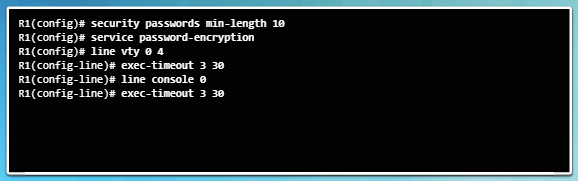 R1(config)# security passwords min-length 10
R1(config)# service password-encryption
R1(config)# line vty 0 4
R1(config-line)# exec-timeout 3 30
R1(config-line)# line console 0
R1(config-line)# exec-timeout 3 30